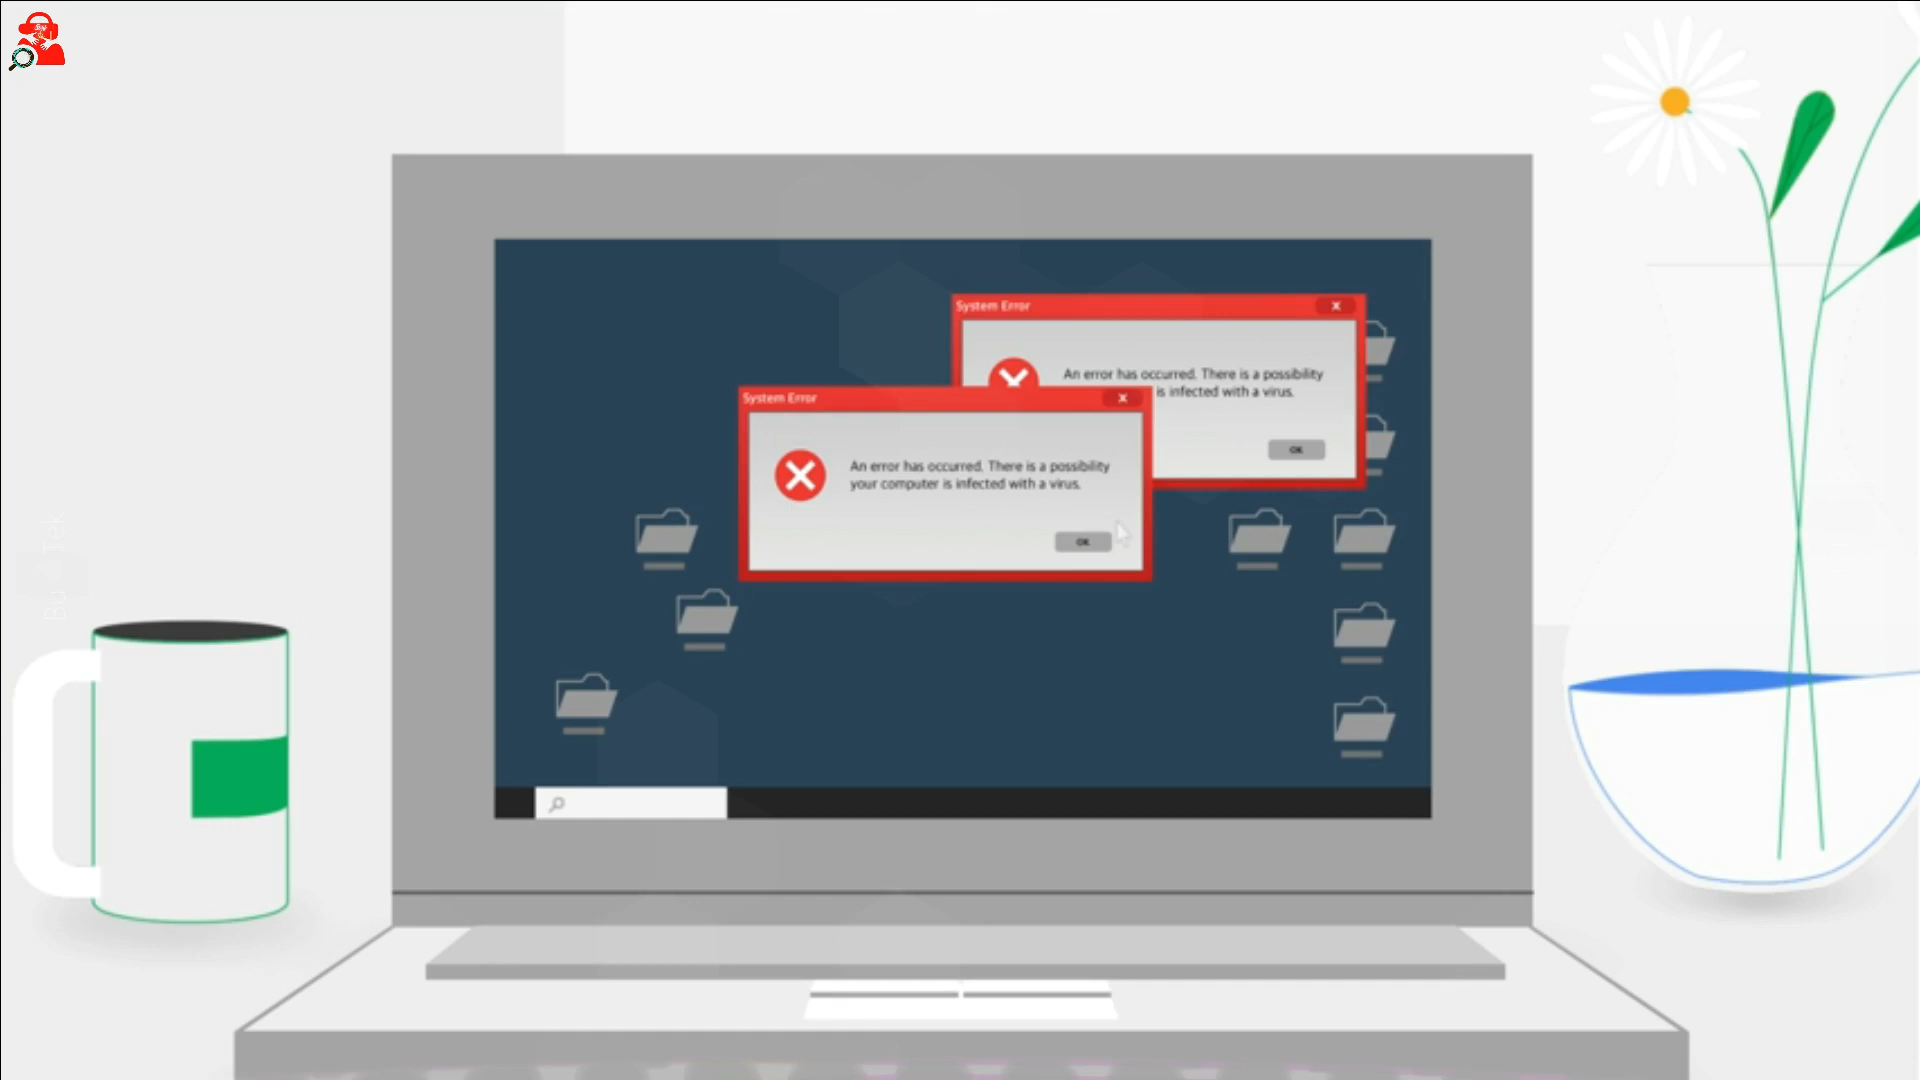 System Error
X
An error has occurred. There is a possibility
is infected with a virus.
OK
System Error
X
An error has occurred. There is a possibility
your computer is infected with a virus.
OK